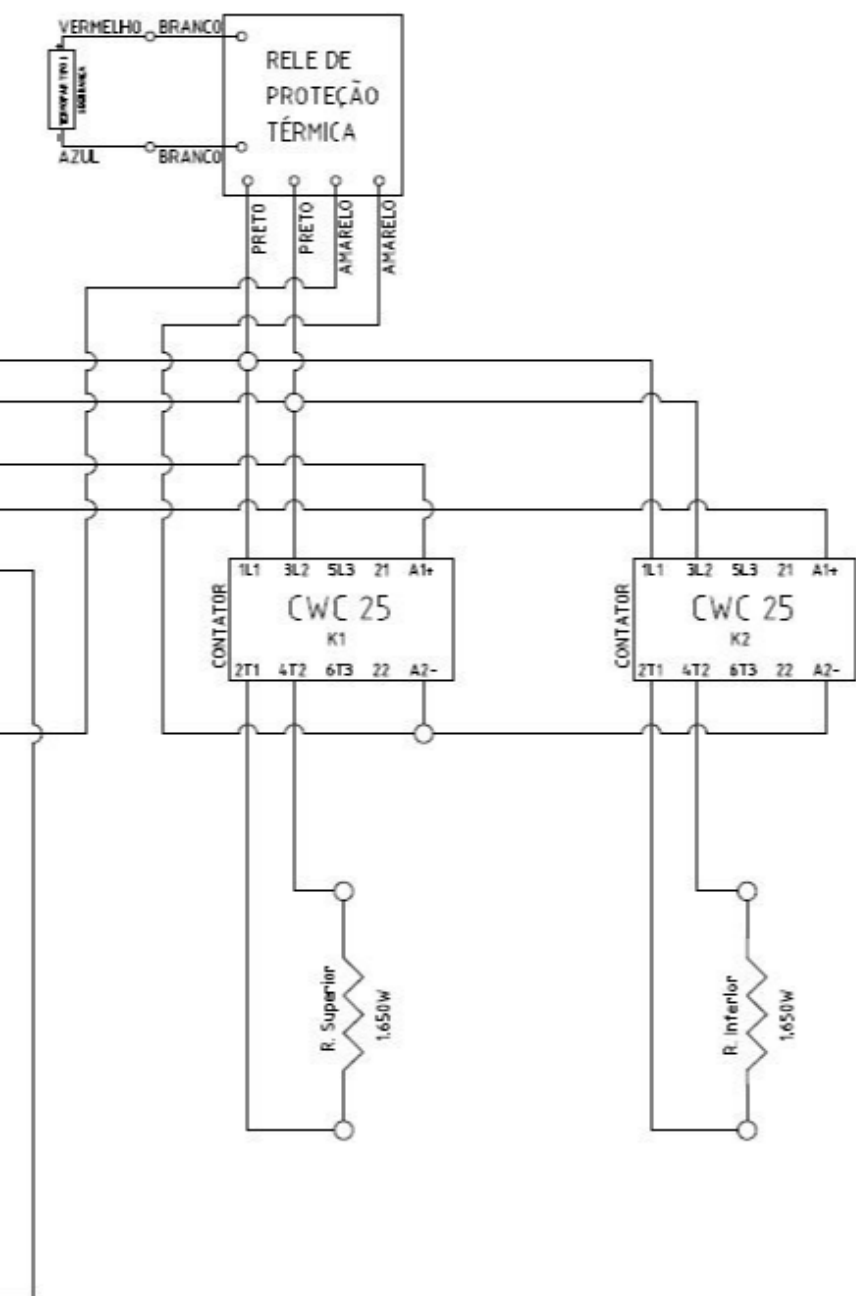 VERMELHO BRANCO
RELE DE
PROTEÇÃO
TÉRMICA
AZUL BRANCO
PRETO
PRETO
AMARELO
AMARELO
CONTATOR
1L1 3L2 5L3 21 A1+
CWC 25
K1
2T1 4T2 6T3 22 A2-
CONTATOR
1L1 3L2 5L3 21 A1+
CWC 25
K2
2T1 4T2 6T3 22 A2-
R. Superior
1.650W
R. Inferior
1.650W